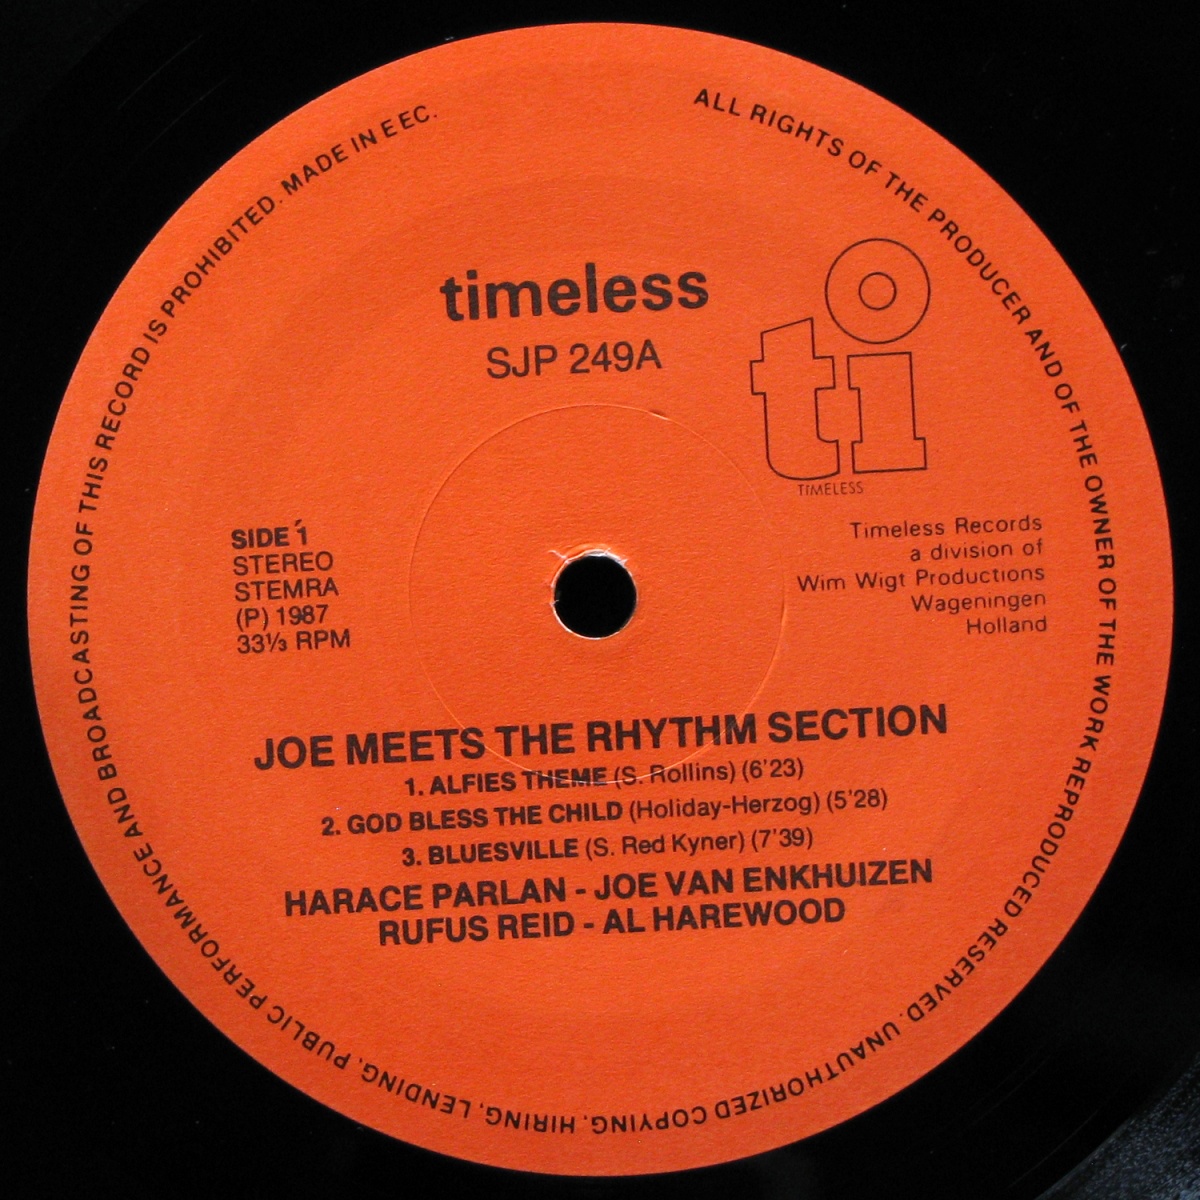 ALL RIGHTS OF THE PRODUCER AND OF THE OWNER OF THE WORK REPRODUCED RESERVED. UNAUTHORIZED COPYING, HIRING, LENDING, PUBLIC PERFORMANCE AND BROADCASTING OF THIS RECORD IS PROHIBITED. MADE IN EEC.
timeless
SJP 249A
ti
TIMELESS
SIDE 1
STEREO
STEMRA
(P) 1987
33⅓ RPM
Timeless Records
a division of
Wim Wigt Productions
Wageningen
Holland
JOE MEETS THE RHYTHM SECTION
1. ALFIES THEME (S. Rollins) (6'23)
2. GOD BLESS THE CHILD (Holiday-Herzog) (5'28)
3. BLUESVILLE (S. Red Kyner) (7'39)
HARACE PARLAN - JOE VAN ENKHUIZEN
RUFUS REID - AL HAREWOOD